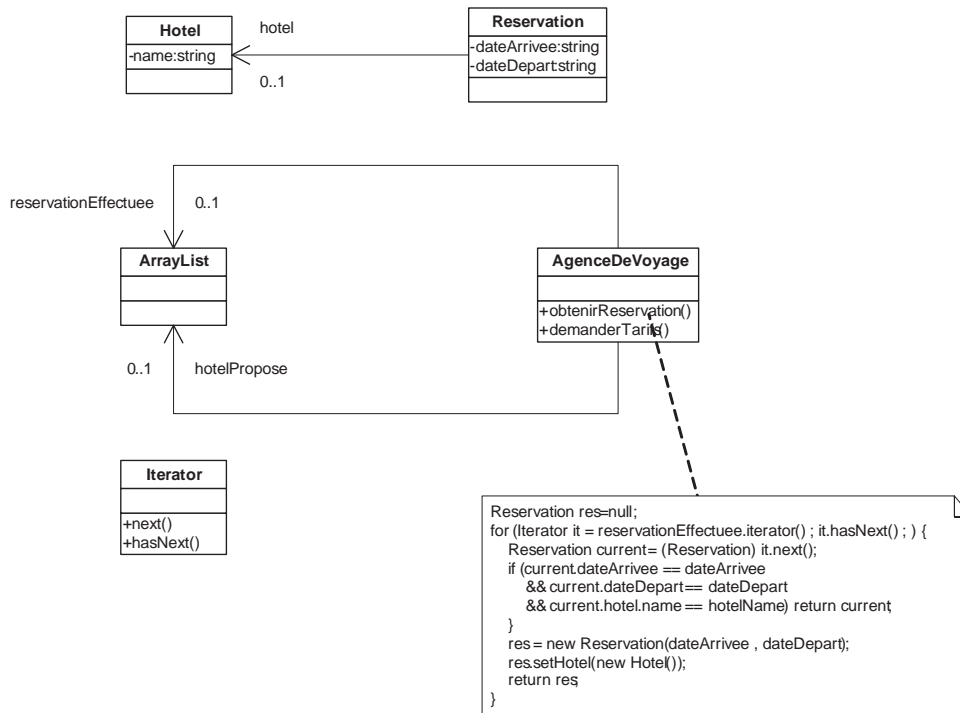 Hotel
-name:string
hotel
0..1
Reservation
-dateArrivee:string
-dateDepart:string
reservationEffectuee
0..1
ArrayList
AgenceDeVoyage
+obtenirReservation()
+demanderTarifs()
0..1
hotelPropose
Iterator
+next()
+hasNext()
Reservation res=null;
for (Iterator it = reservationEffectuee.iterator() ; it.hasNext() ; ) {
Reservation current= (Reservation) it.next();
if (current.dateArrivee == dateArrivee
&& current.dateDepart== dateDepart
&& current.hotel.name == hotelName) return current;
}
res = new Reservation(dateArrivee , dateDepart);
res.setHotel(new Hotel());
return res;
}